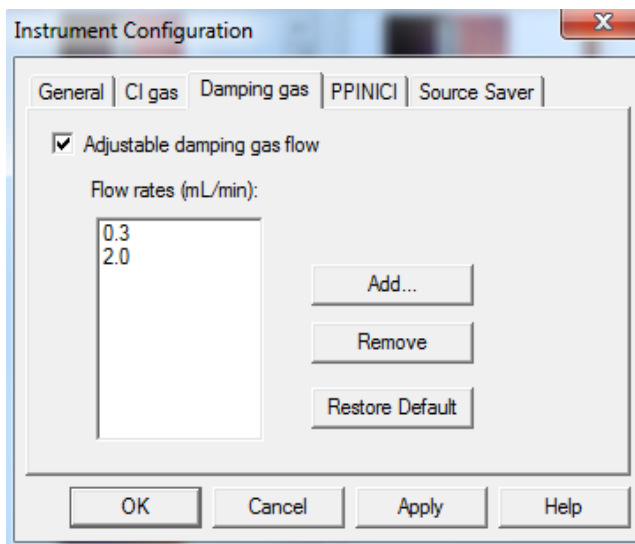 Instrument Configuration
General CI gas Damping gas PPINICI Source Saver
Adjustable damping gas flow
Flow rates (mL/min):
0.3
2.0
Add...
Remove
Restore Default
OK Cancel Apply Help